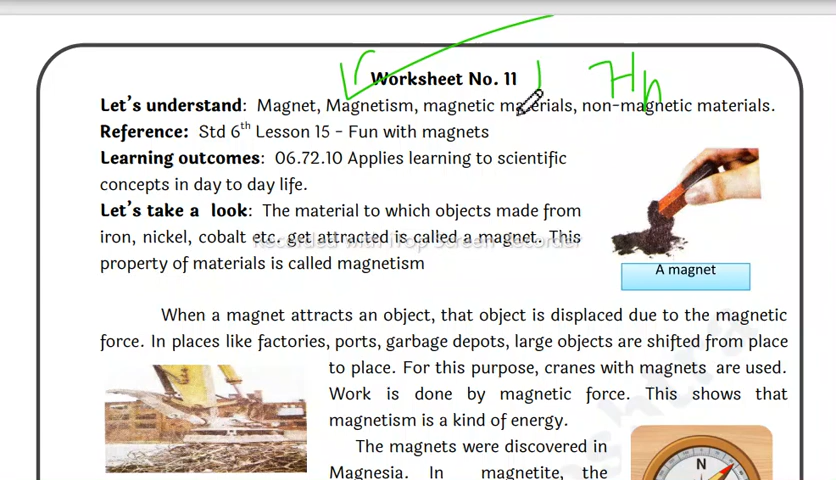 Worksheet No. 11
7th
Let's understand: Magnet, Magnetism, magnetic materials, non-magnetic materials.
Reference: Std 6th Lesson 15 - Fun with magnets
Learning outcomes: 06.72.10 Applies learning to scientific
concepts in day to day life.
Let's take a look: The material to which objects made from
iron, nickel, cobalt etc. get attracted is called a magnet. This
property of materials is called magnetism
Recorded with iTop Screen Recorder
A magnet
When a magnet attracts an object, that object is displaced due to the magnetic
force. In places like factories, ports, garbage depots, large objects are shifted from place
to place. For this purpose, cranes with magnets are used.
Work is done by magnetic force. This shows that
magnetism is a kind of energy.
The magnets were discovered in
Magnesia. In magnetite, the
N